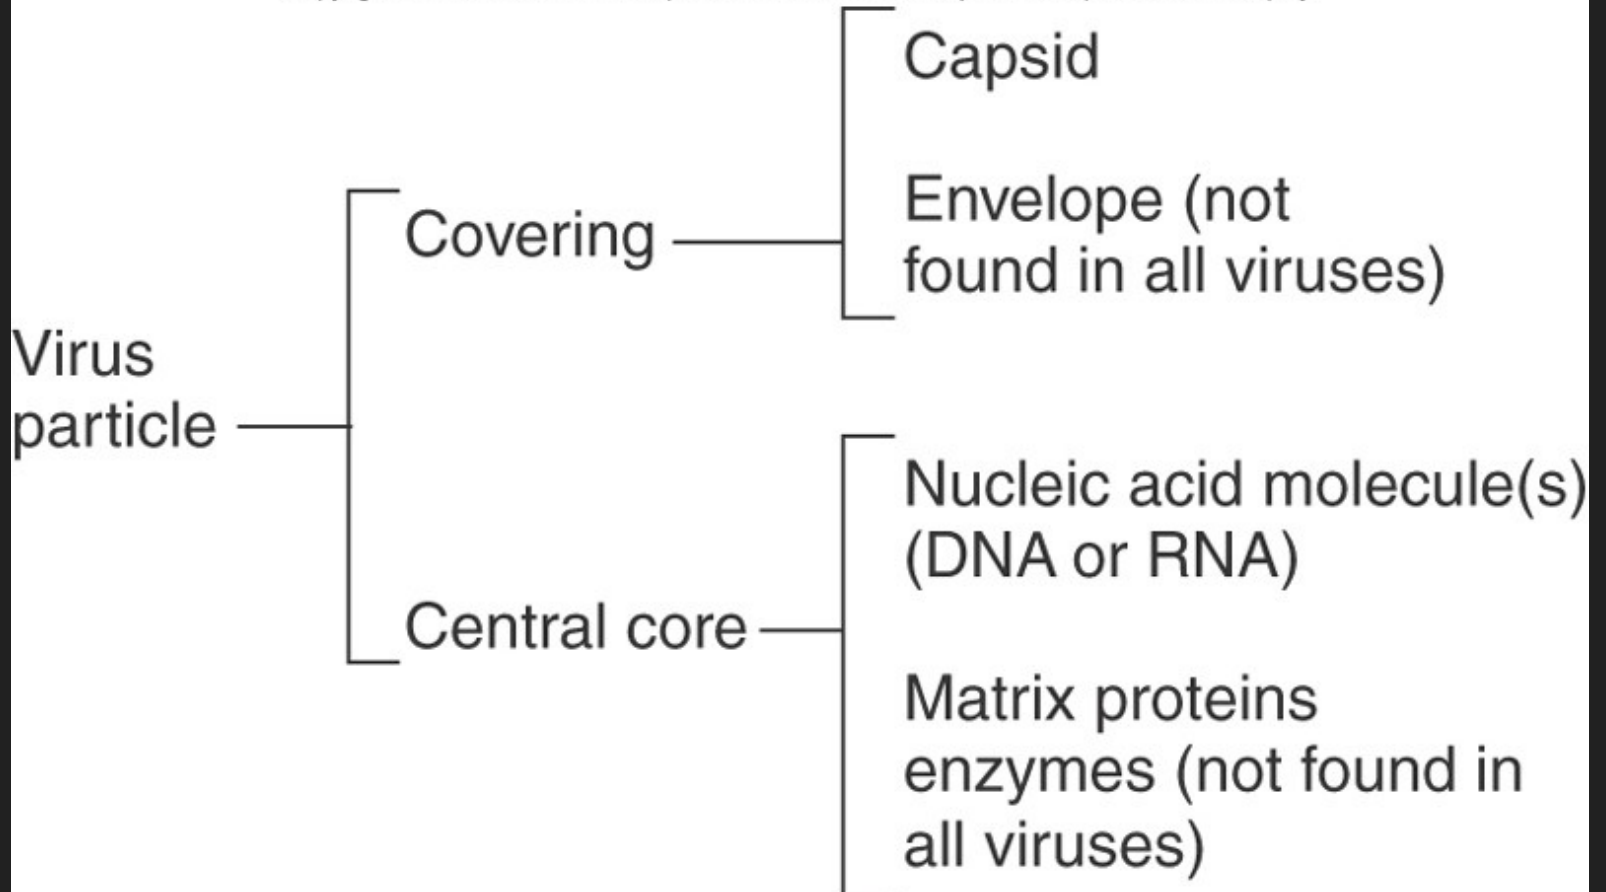 Capsid
Envelope (not
found in all viruses)
Covering
Virus
particle
Nucleic acid molecule(s)
(DNA or RNA)
Central core
Matrix proteins
enzymes (not found in
all viruses)